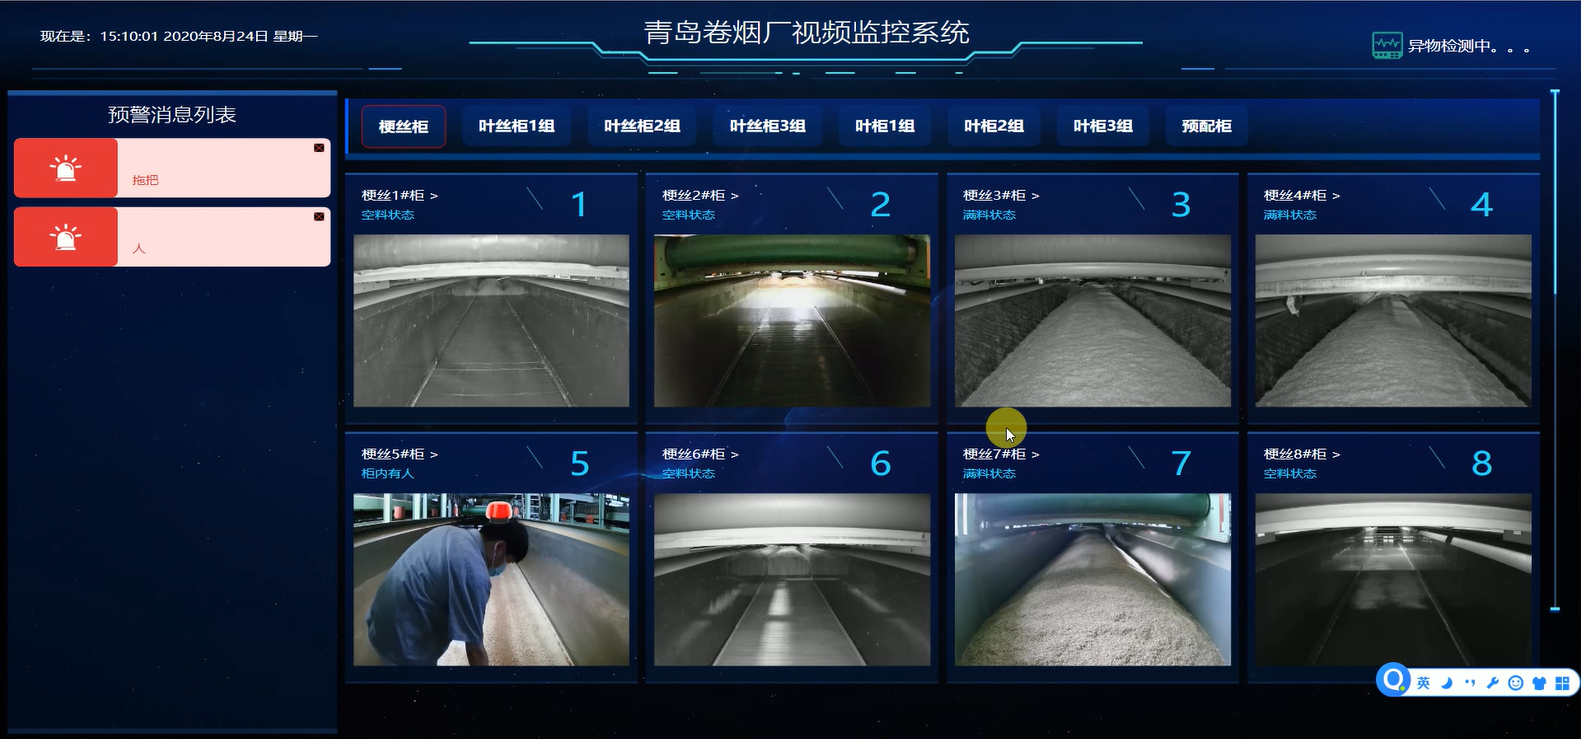 青岛卷烟厂视频监控系统
现在是：15:10:01 2020年8月24日 星期一
异物检测中。。。
预警消息列表
拖把
人
梗丝柜 叶丝柜1组 叶丝柜2组 叶丝柜3组 叶柜1组 叶柜2组 叶柜3组 预配柜
梗丝1#柜 >
空料状态
1
梗丝2#柜 >
空料状态
2
梗丝3#柜 >
满料状态
3
梗丝4#柜 >
满料状态
4
梗丝5#柜 >
柜内有人
5
梗丝6#柜 >
空料状态
6
梗丝7#柜 >
满料状态
7
梗丝8#柜 >
空料状态
8
英